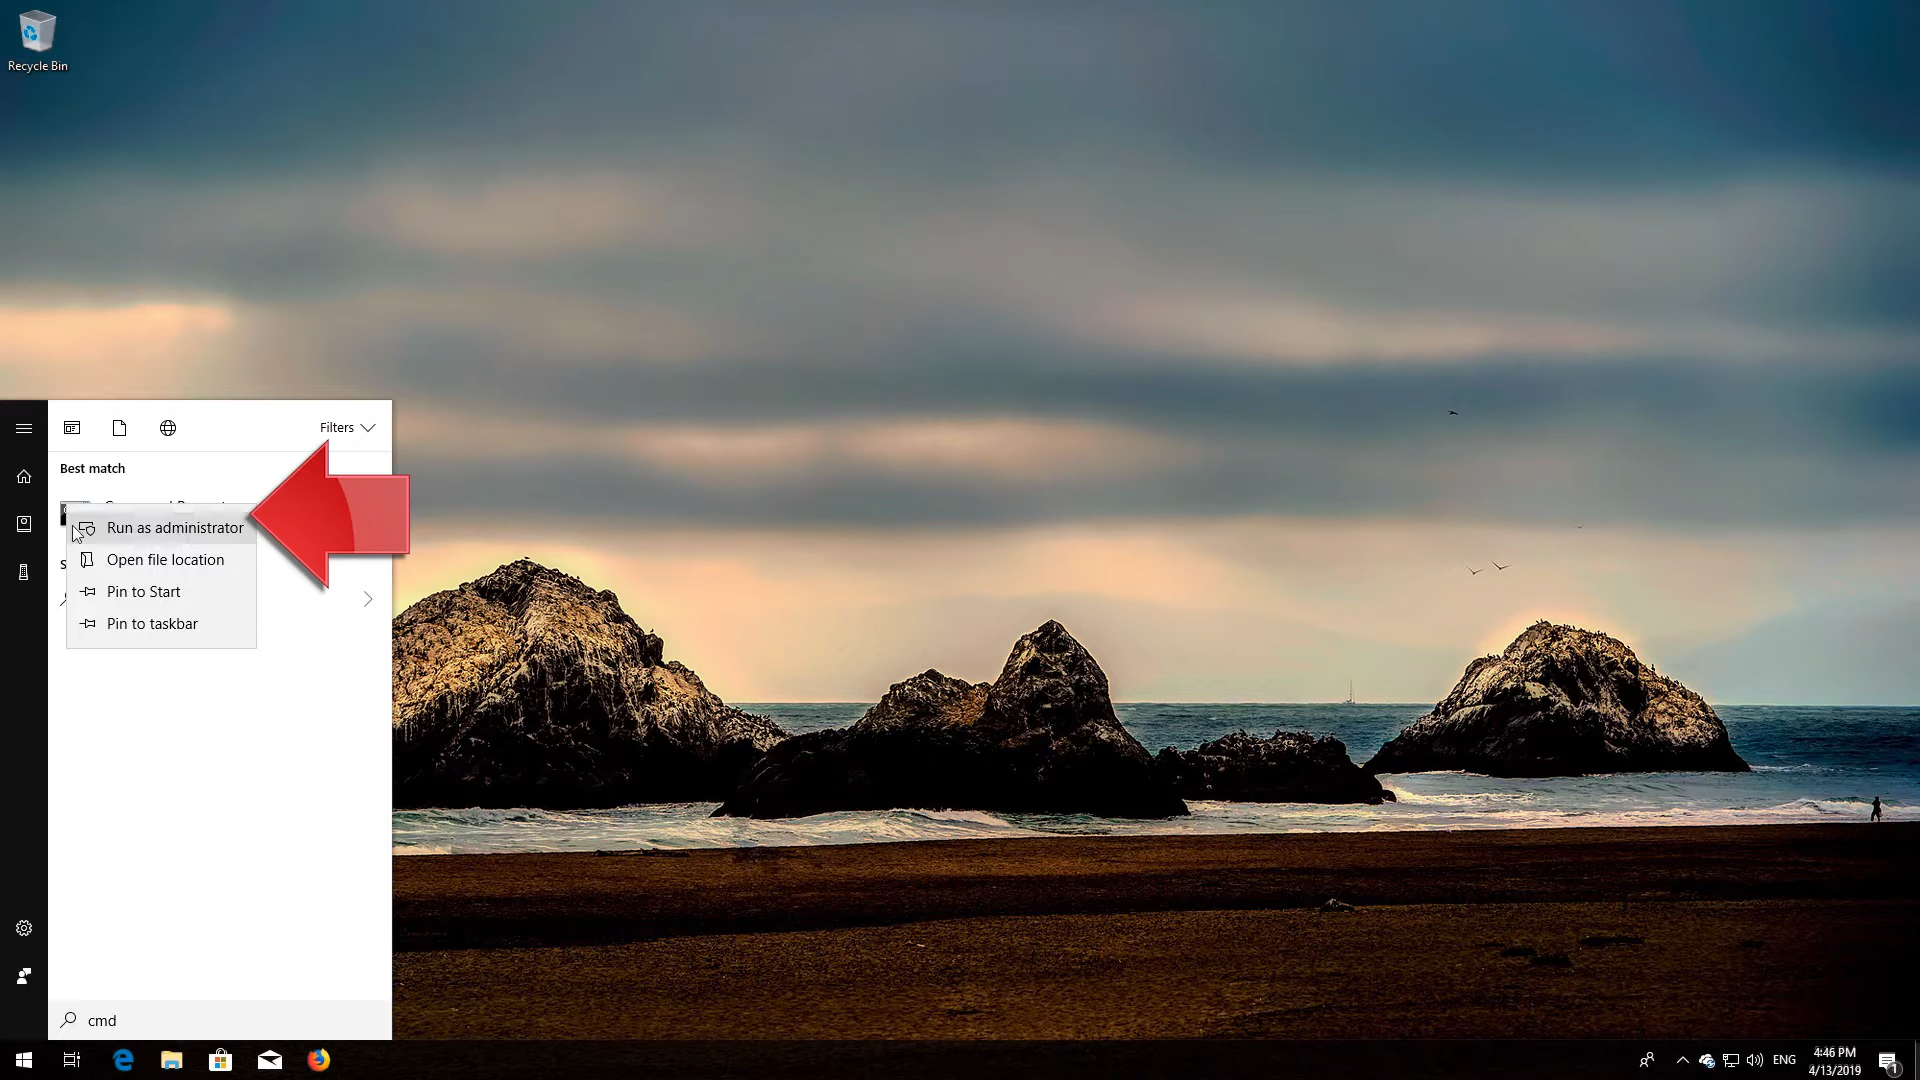 Recycle Bin
Filters
Best match
Run as administrator
Open file location
Pin to Start
Pin to taskbar
cmd
ENG
4:46 PM
4/13/2019
1